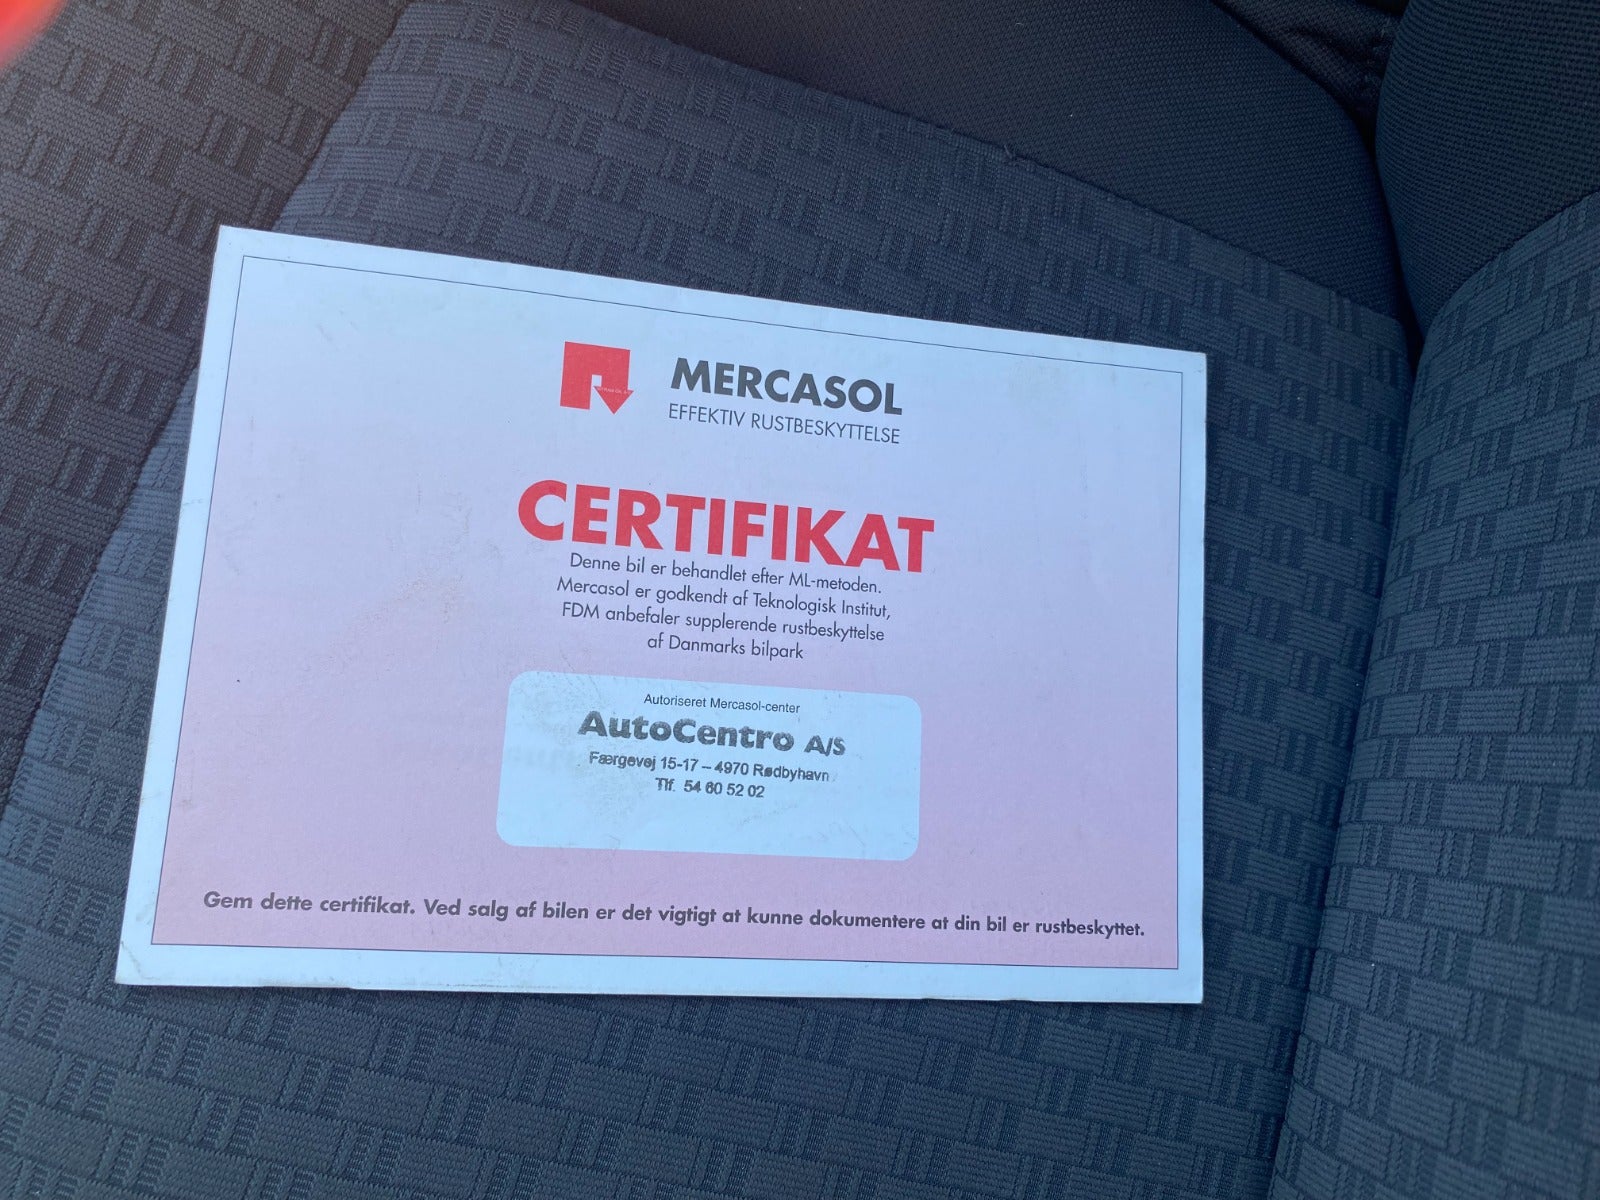 MERCASOL
EFFEKTIV RUSTBESKYTTELSE
CERTIFIKAT
Denne bil er behandlet efter ML-metoden.
Mercasol er godkendt af Teknologisk Institut,
FDM anbefaler supplerende rustbeskyttelse
af Danmarks bilpark
Autoriseret Mercasol-center
AutoCentro A/S
Færgevej 15-17 – 4970 Rødbyhavn
Tlf. 54 60 52 02
Gem dette certifikat. Ved salg af bilen er det vigtigt at kunne dokumentere at din bil er rustbeskyttet.